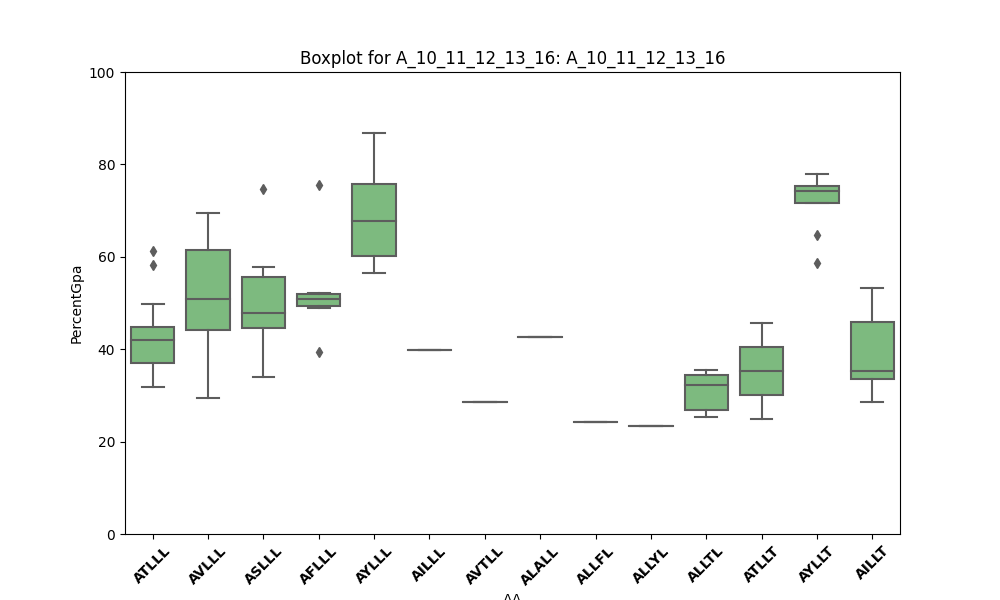 Boxplot for A_10_11_12_13_16: A_10_11_12_13_16
PercentGpa
100
80
60
40
20
0
ATLLL
AVLLL
ASLLL
AFLLL
AYLLL
AILLL
AVTLL
ALALL
ALLFL
ALLYL
ALLTL
ATLLT
AYLLT
AILLT
AA